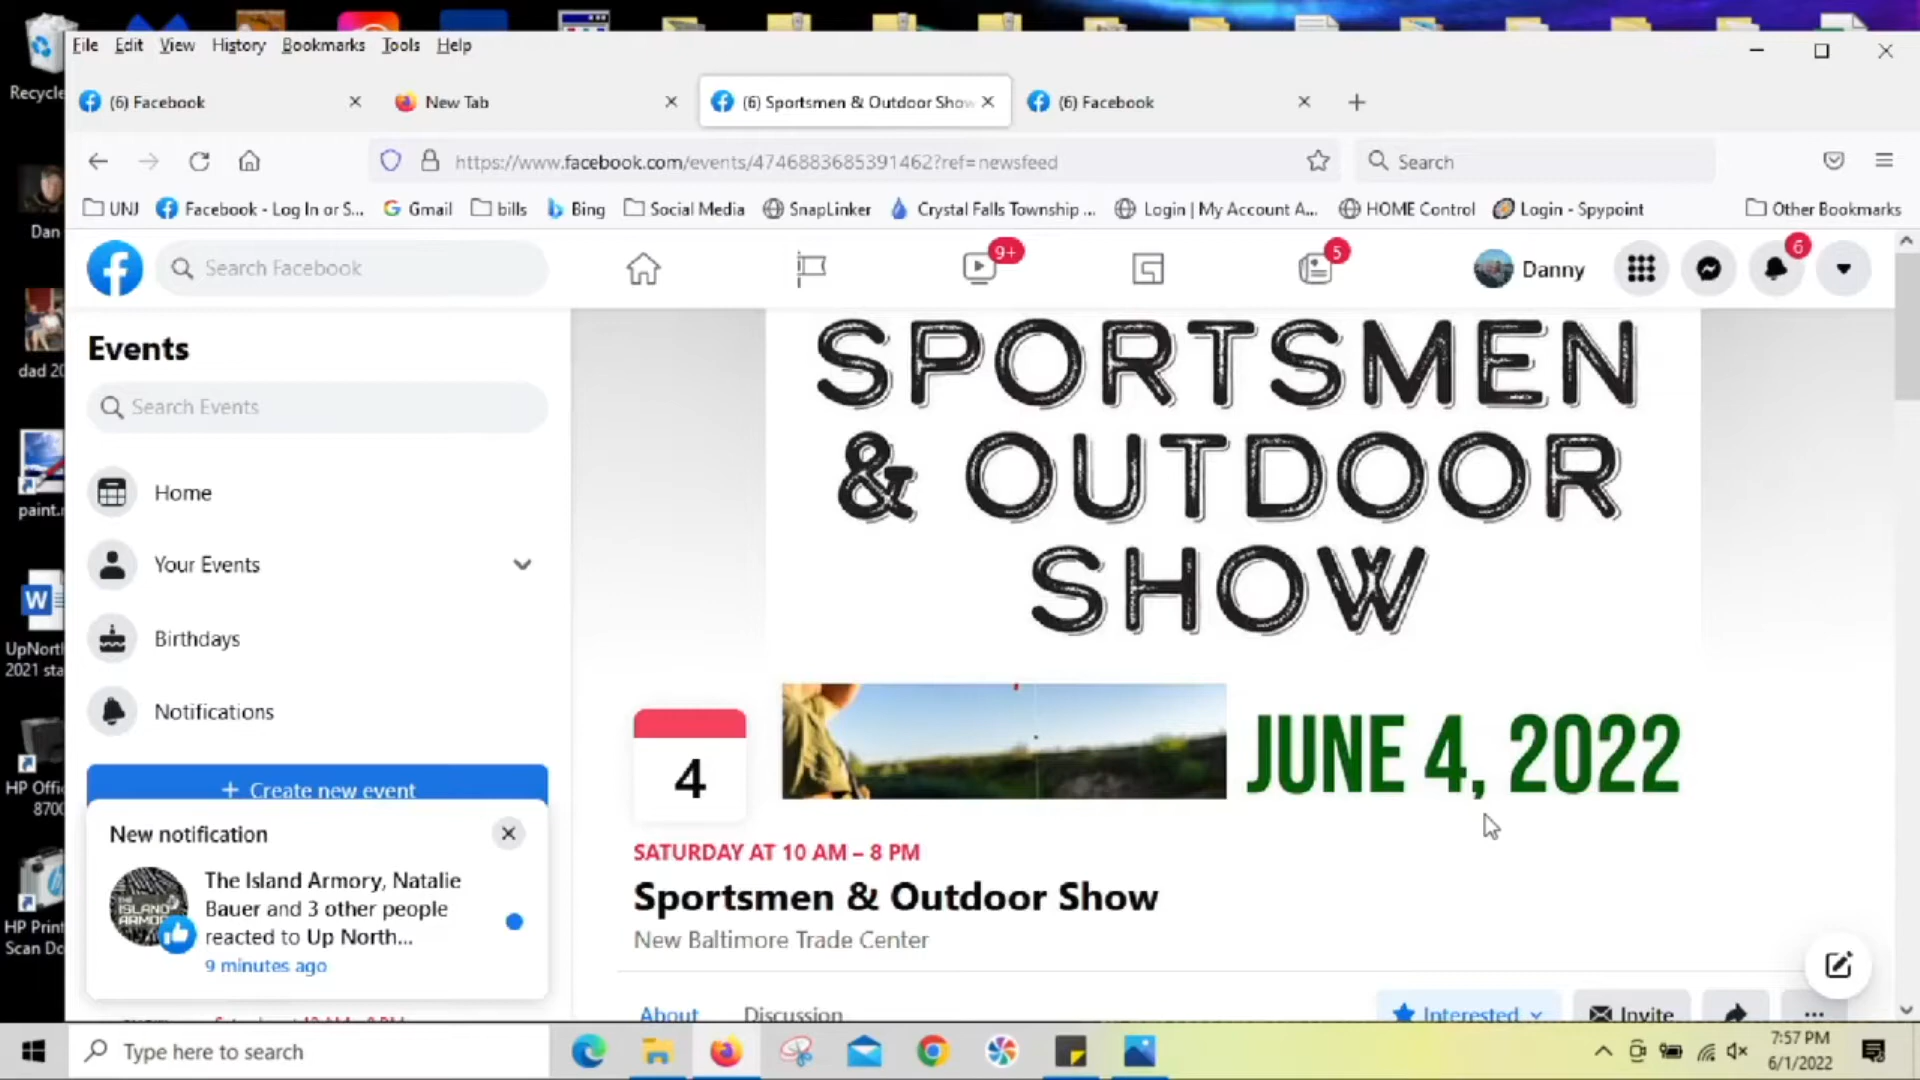 Recycle
Dan
dad 20
paint.r
UpNort
2021 sta
HP Offi
8700
HP Print
Scan Do
File Edit View History Bookmarks Tools Help
(6) Facebook
New Tab
(6) Sportsmen & Outdoor Show
(6) Facebook
https://www.facebook.com/events/4746883685391462?ref=newsfeed
Search
UNJ
Facebook - Log In or S...
Gmail
bills
Bing
Social Media
SnapLinker
Crystal Falls Township ...
Login | My Account A...
HOME Control
Login - Spypoint
Other Bookmarks
Search Facebook
9+
5
Danny
6
Events
Search Events
Home
Your Events
Birthdays
Notifications
+ Create new event
New notification
The Island Armory, Natalie
Bauer and 3 other people
reacted to Up North...
9 minutes ago
SPORTSMEN
& OUTDOOR
SHOW
JUNE 4, 2022
4
SATURDAY AT 10 AM – 8 PM
Sportsmen & Outdoor Show
New Baltimore Trade Center
About
Discussion
Interested
Invite
Type here to search
7:57 PM
6/1/2022